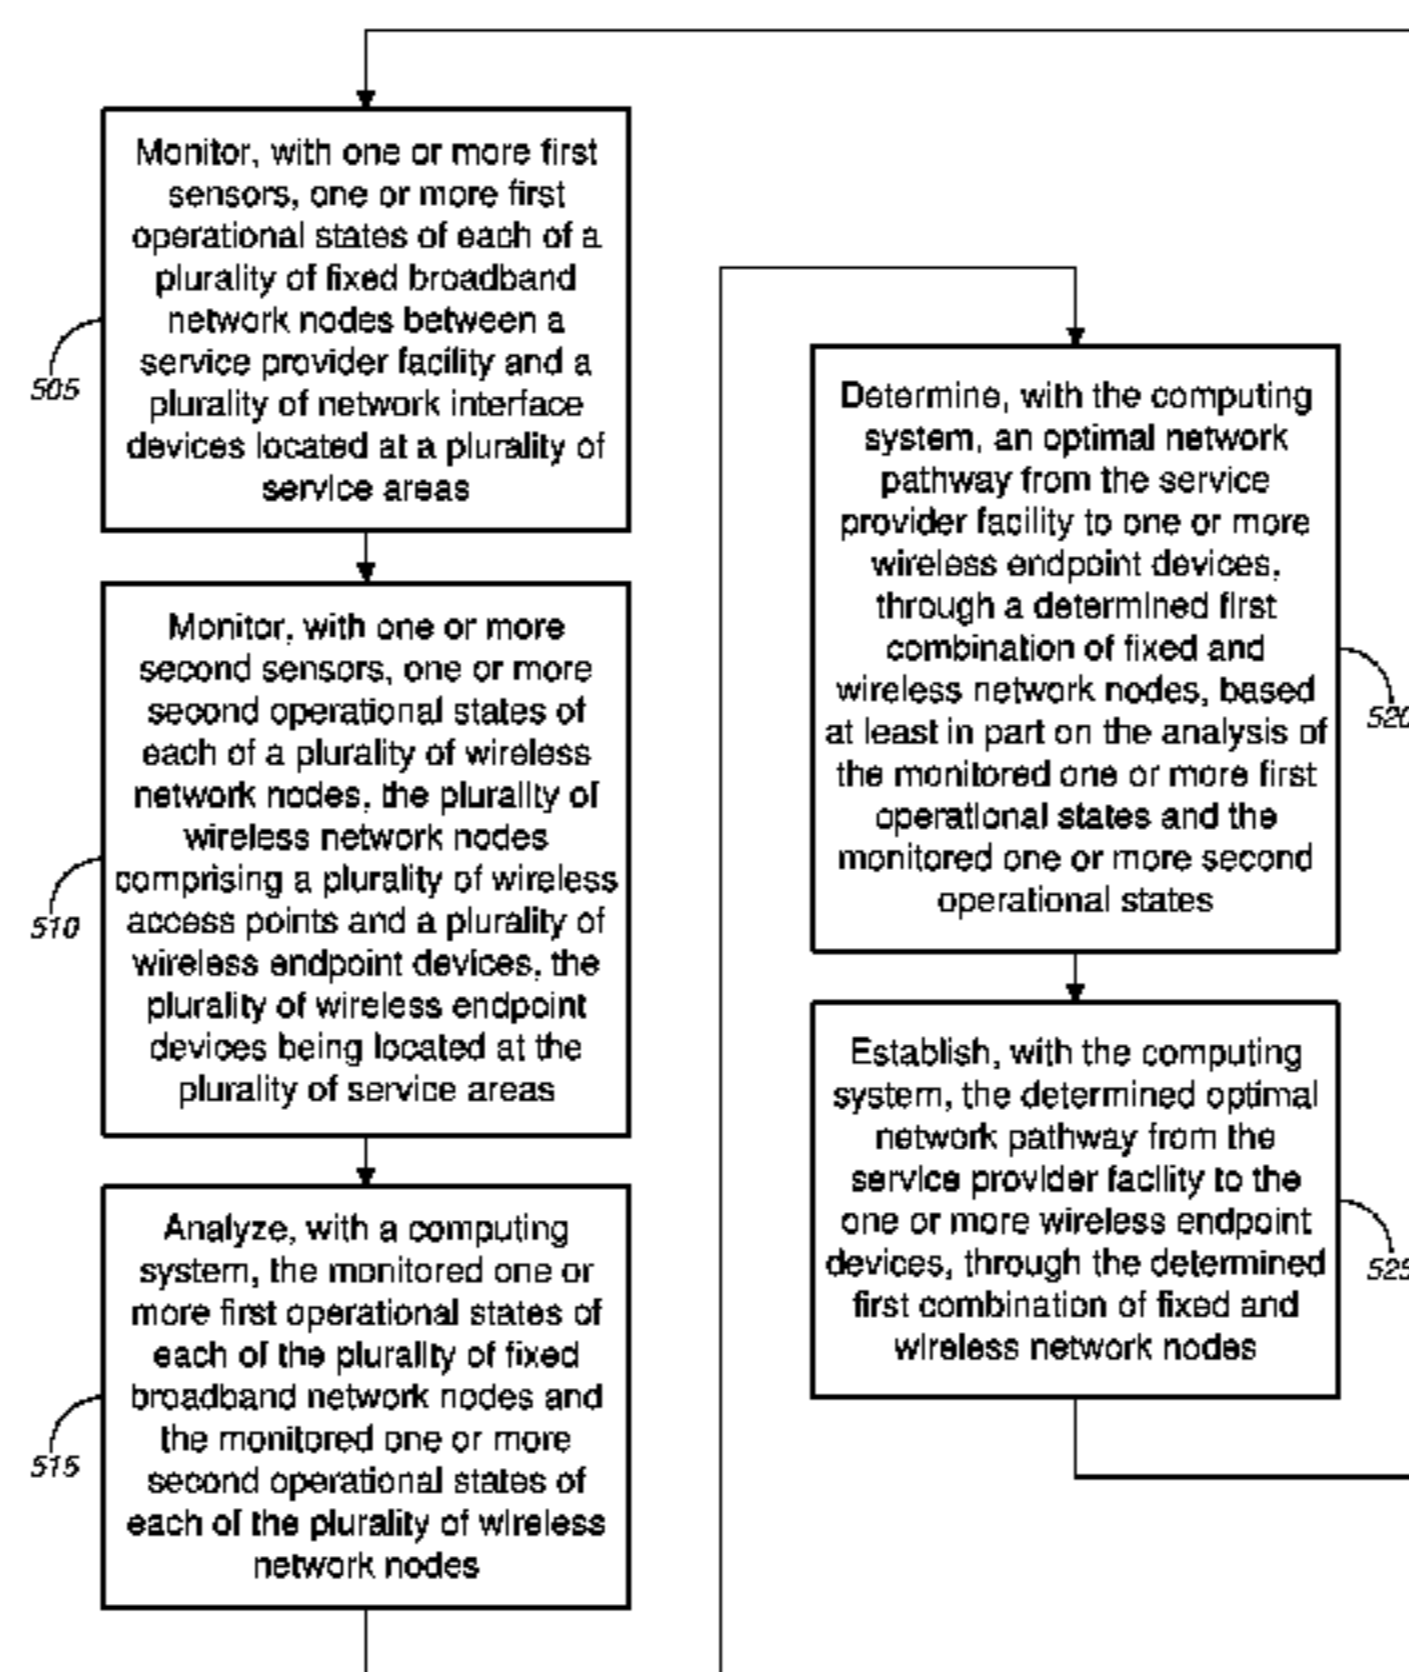 Monitor, with one or more first
sensors, one or more first
operational states of each of a
plurality of fixed broadband
network nodes between a
service provider facility and a
plurality of network interface
devices located at a plurality of
service areas
505
Monitor, with one or more
second sensors, one or more
second operational states of
each of a plurality of wireless
network nodes, the plurality of
wireless network nodes
comprising a plurality of wireless
access points and a plurality of
wireless endpoint devices, the
plurality of wireless endpoint
devices being located at the
plurality of service areas
510
Analyze, with a computing
system, the monitored one or
more first operational states of
each of the plurality of fixed
broadband network nodes and
the monitored one or more
second operational states of
each of the plurality of wireless
network nodes
515
Determine, with the computing
system, an optimal network
pathway from the service
provider facility to one or more
wireless endpoint devices,
through a determined first
combination of fixed and
wireless network nodes, based
at least in part on the analysis of
the monitored one or more first
operational states and the
monitored one or more second
operational states
520
Establish, with the computing
system, the determined optimal
network pathway from the
service provider facility to the
one or more wireless endpoint
devices, through the determined
first combination of fixed and
wireless network nodes
525